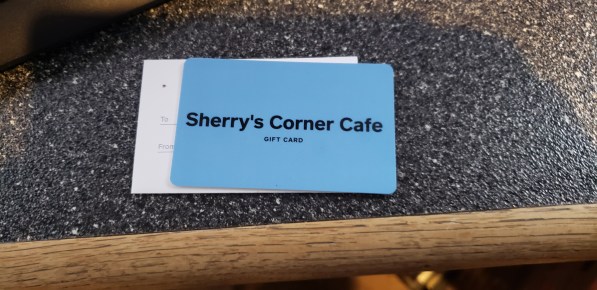 To
From
Sherry's Corner Cafe
GIFT CARD